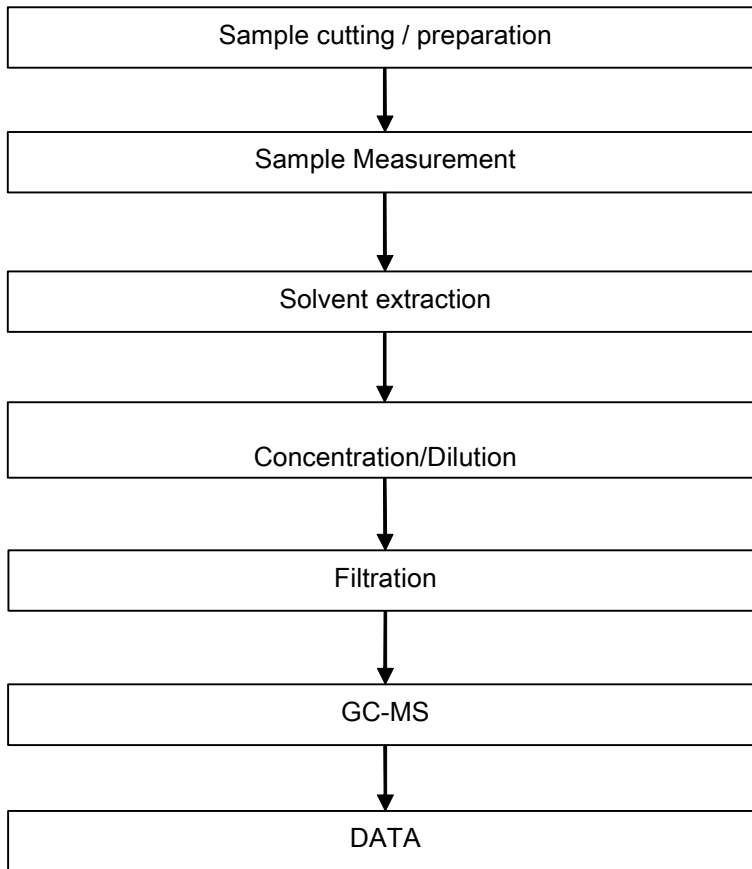 Sample cutting / preparation
Sample Measurement
Solvent extraction
Concentration/Dilution
Filtration
GC-MS
DATA